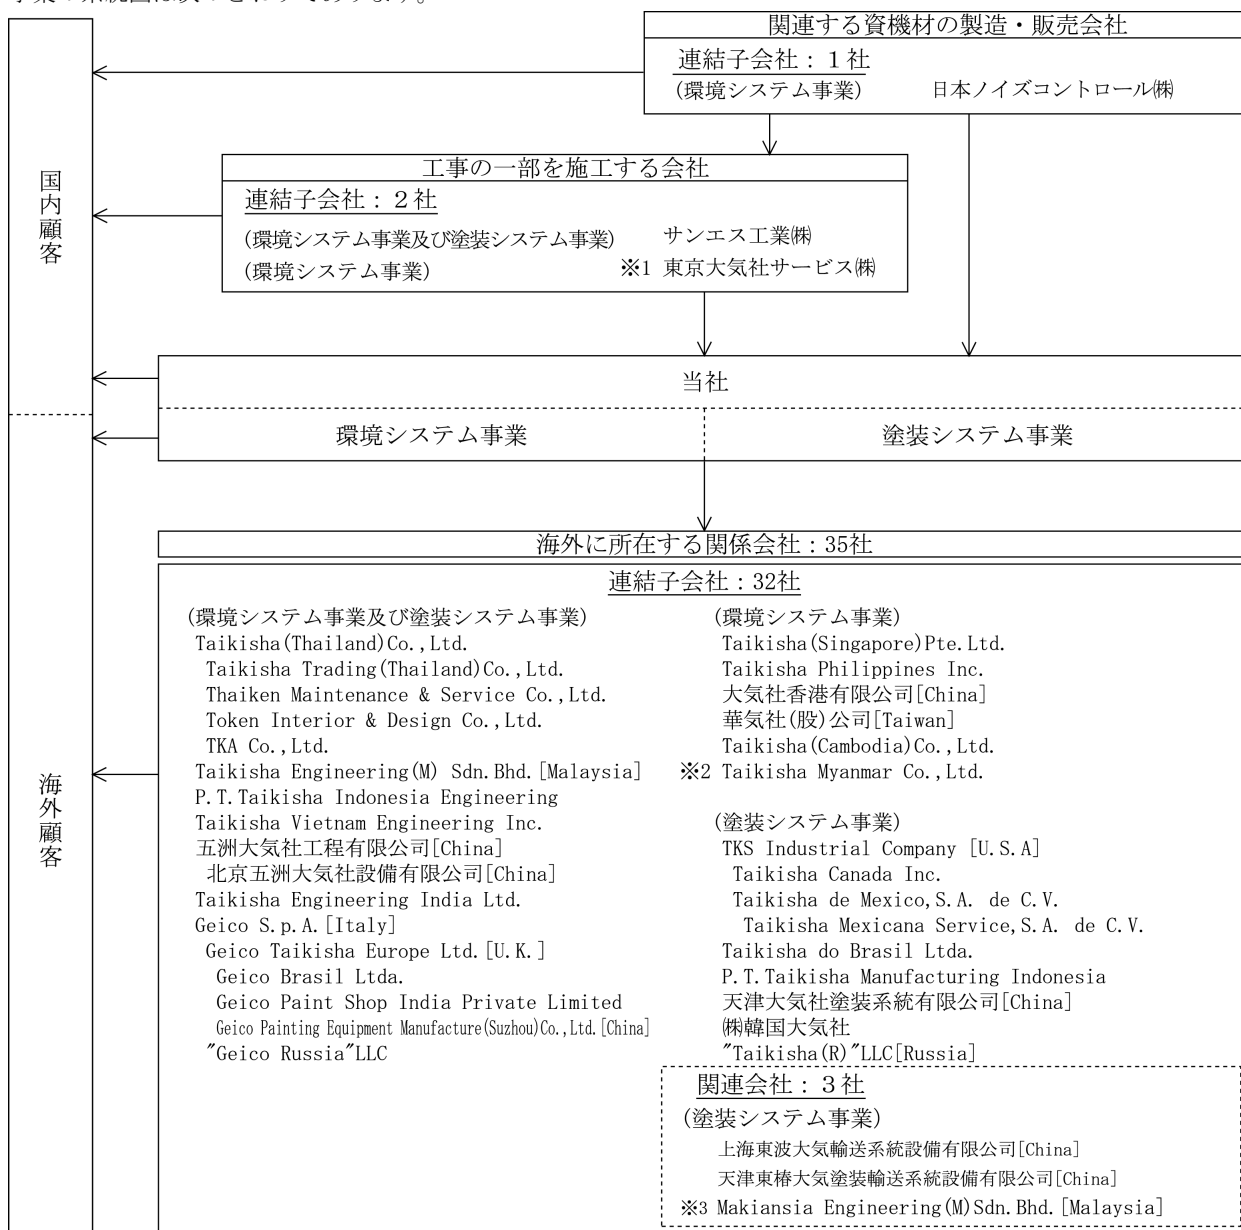 関連する資機材の製造・販売会社
連結子会社：１社
(環境システム事業) 日本ノイズコントロール㈱
工事の一部を施工する会社
連結子会社：２社
(環境システム事業及び塗装システム事業) サンエス工業㈱
(環境システム事業) ※1 東京大気社サービス㈱
国内顧客
当社
環境システム事業 塗装システム事業
海外に所在する関係会社：35社
連結子会社：32社
(環境システム事業及び塗装システム事業)
Taikisha(Thailand)Co.,Ltd.
Taikisha Trading(Thailand)Co.,Ltd.
Thaiken Maintenance & Service Co.,Ltd.
Token Interior & Design Co.,Ltd.
TKA Co.,Ltd.
Taikisha Engineering(M) Sdn.Bhd.[Malaysia]
P.T.Taikisha Indonesia Engineering
Taikisha Vietnam Engineering Inc.
五洲大気社工程有限公司[China]
北京五洲大気社設備有限公司[China]
Taikisha Engineering India Ltd.
Geico S.p.A.[Italy]
Geico Taikisha Europe Ltd.[U.K.]
Geico Brasil Ltda.
Geico Paint Shop India Private Limited
Geico Painting Equipment Manufacture(Suzhou)Co.,Ltd.[China]
"Geico Russia"LLC
(環境システム事業)
Taikisha(Singapore)Pte.Ltd.
Taikisha Philippines Inc.
大気社香港有限公司[China]
華気社(股)公司[Taiwan]
Taikisha(Cambodia)Co.,Ltd.
※2 Taikisha Myanmar Co.,Ltd.
(塗装システム事業)
TKS Industrial Company [U.S.A]
Taikisha Canada Inc.
Taikisha de Mexico,S.A. de C.V.
Taikisha Mexicana Service,S.A. de C.V.
Taikisha do Brasil Ltda.
P.T.Taikisha Manufacturing Indonesia
天津大気社塗装系統有限公司[China]
㈱韓国大気社
"Taikisha(R)"LLC[Russia]
関連会社：３社
(塗装システム事業)
上海東波大気輸送系統設備有限公司[China]
天津東椿大気塗装輸送系統設備有限公司[China]
※3 Makiansia Engineering(M)Sdn.Bhd.[Malaysia]
海外顧客